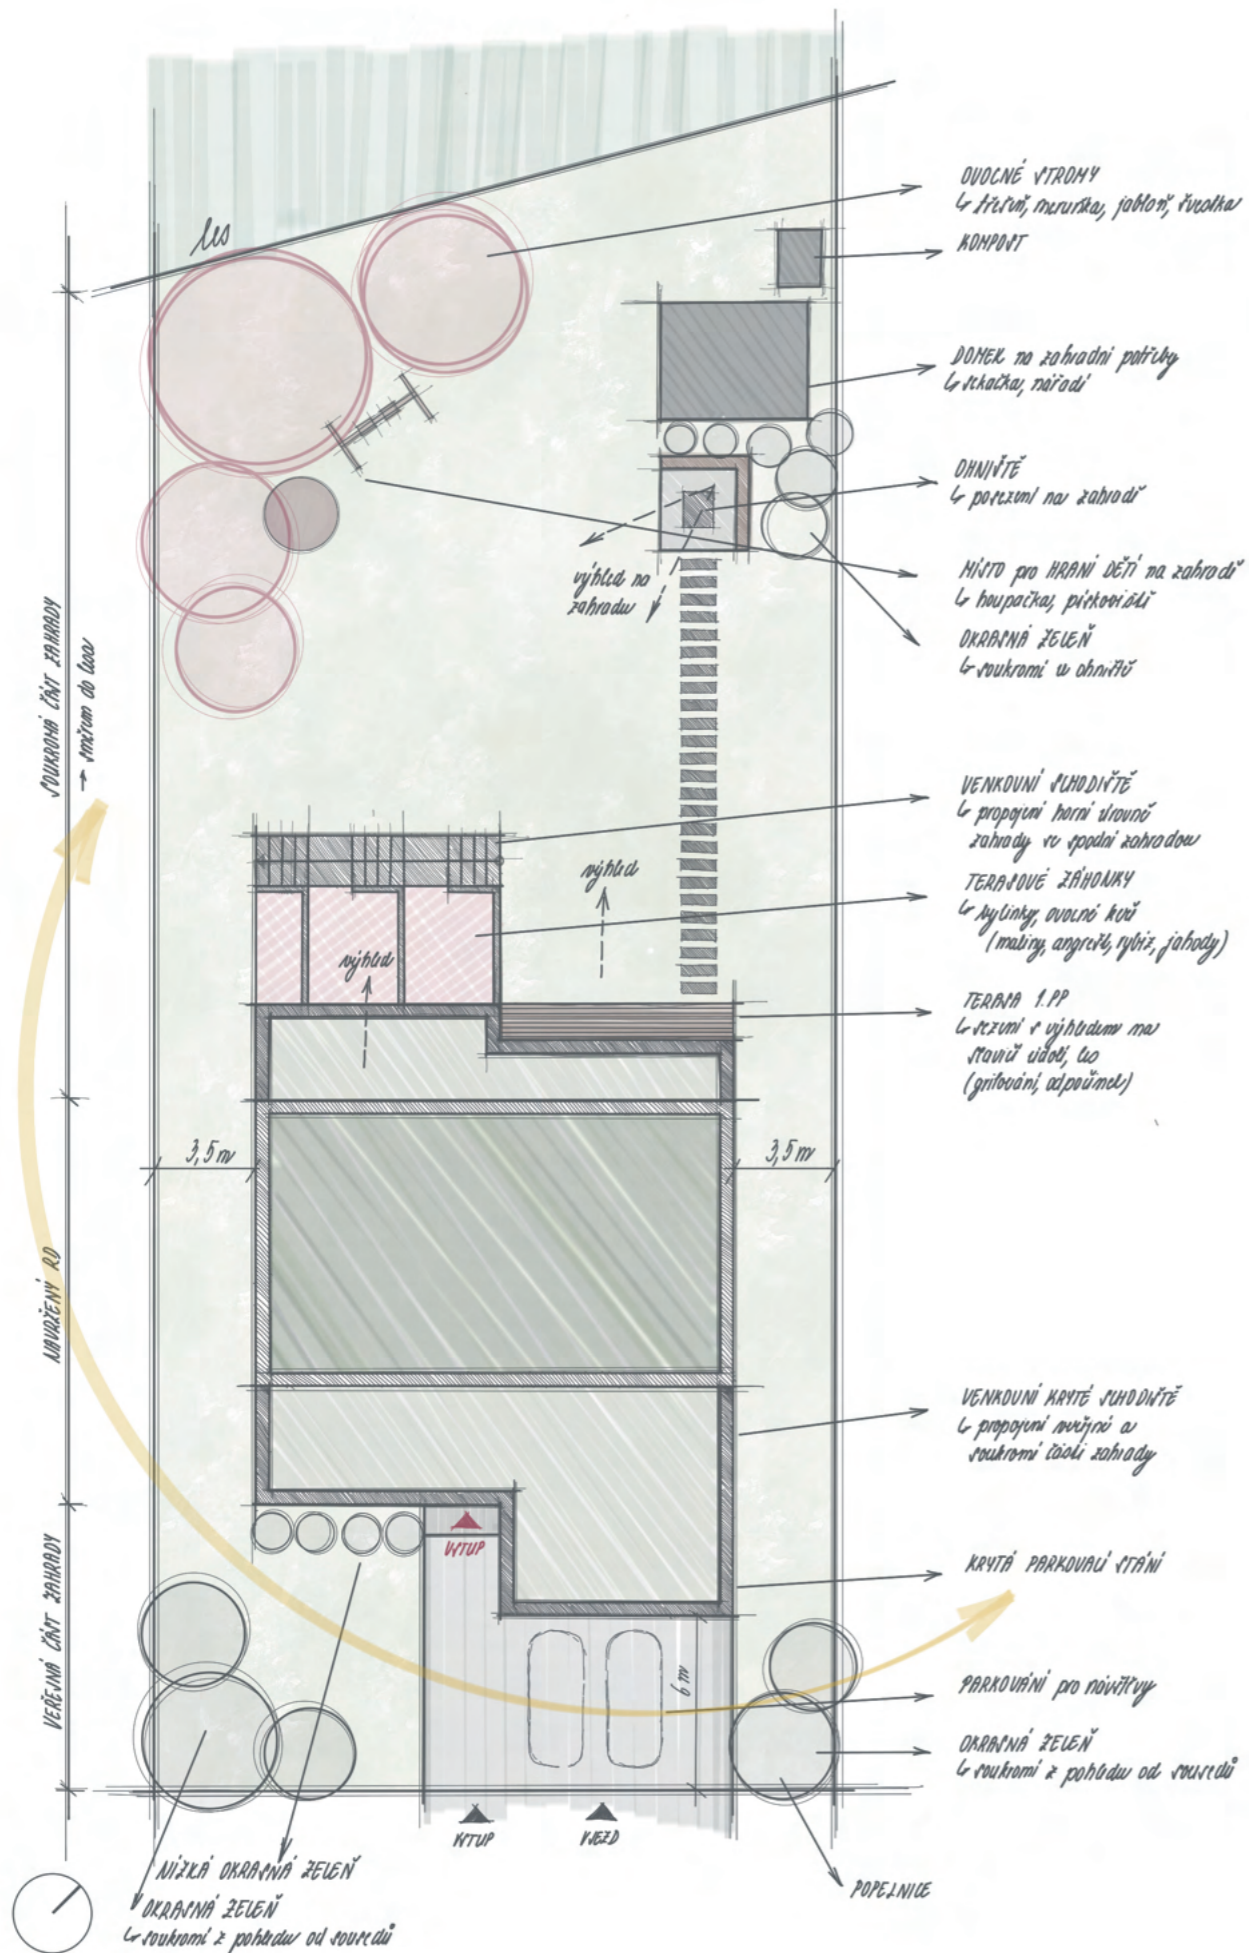 les
OVOCNÉ STROMY
↳ třešeň, meruňka, jabloň, švestka
KOMPOST
DOMEK na zahradní potřeby
↳ sekačka, nářadí
OHNIŠTĚ
↳ posezení na zahradě
výhled na
zahradu
MÍSTO pro HRANÍ DĚTÍ na zahradě
↳ houpačka, pískoviště
OKRASNÁ ZELEŇ
↳ soukromí u ohniště
SOUKROMÁ ČÁST ZAHRADY
→ směrem do lesa
VENKOVNÍ SCHODIŠTĚ
↳ propojení horní úrovně
zahrady se spodní zahradou
výhled
TERASOVÉ ZÁHONKY
↳ bylinky, ovocné keře
(maliny, angrešt, rybíz, jahody)
výhled
TERASA 1.PP
↳ sezení s výhledem na
údolí, les
(grilování, odpočinek)
3,5 m
3,5 m
NAVRŽENÝ RD
VENKOVNÍ KRYTÉ SCHODIŠTĚ
↳ propojení veřejné a
soukromí části zahrady
VSTUP
KRYTÁ PARKOVACÍ STÁNÍ
VEŘEJNÁ ČÁST ZAHRADY
6 m
PARKOVÁNÍ pro návštěvy
OKRASNÁ ZELEŇ
↳ soukromí z pohledu od sousedů
VSTUP
VJEZD
NÍZKÁ OKRASNÁ ZELEŇ
POPELNICE
OKRASNÁ ZELEŇ
↳ soukromí z pohledu od sousedů